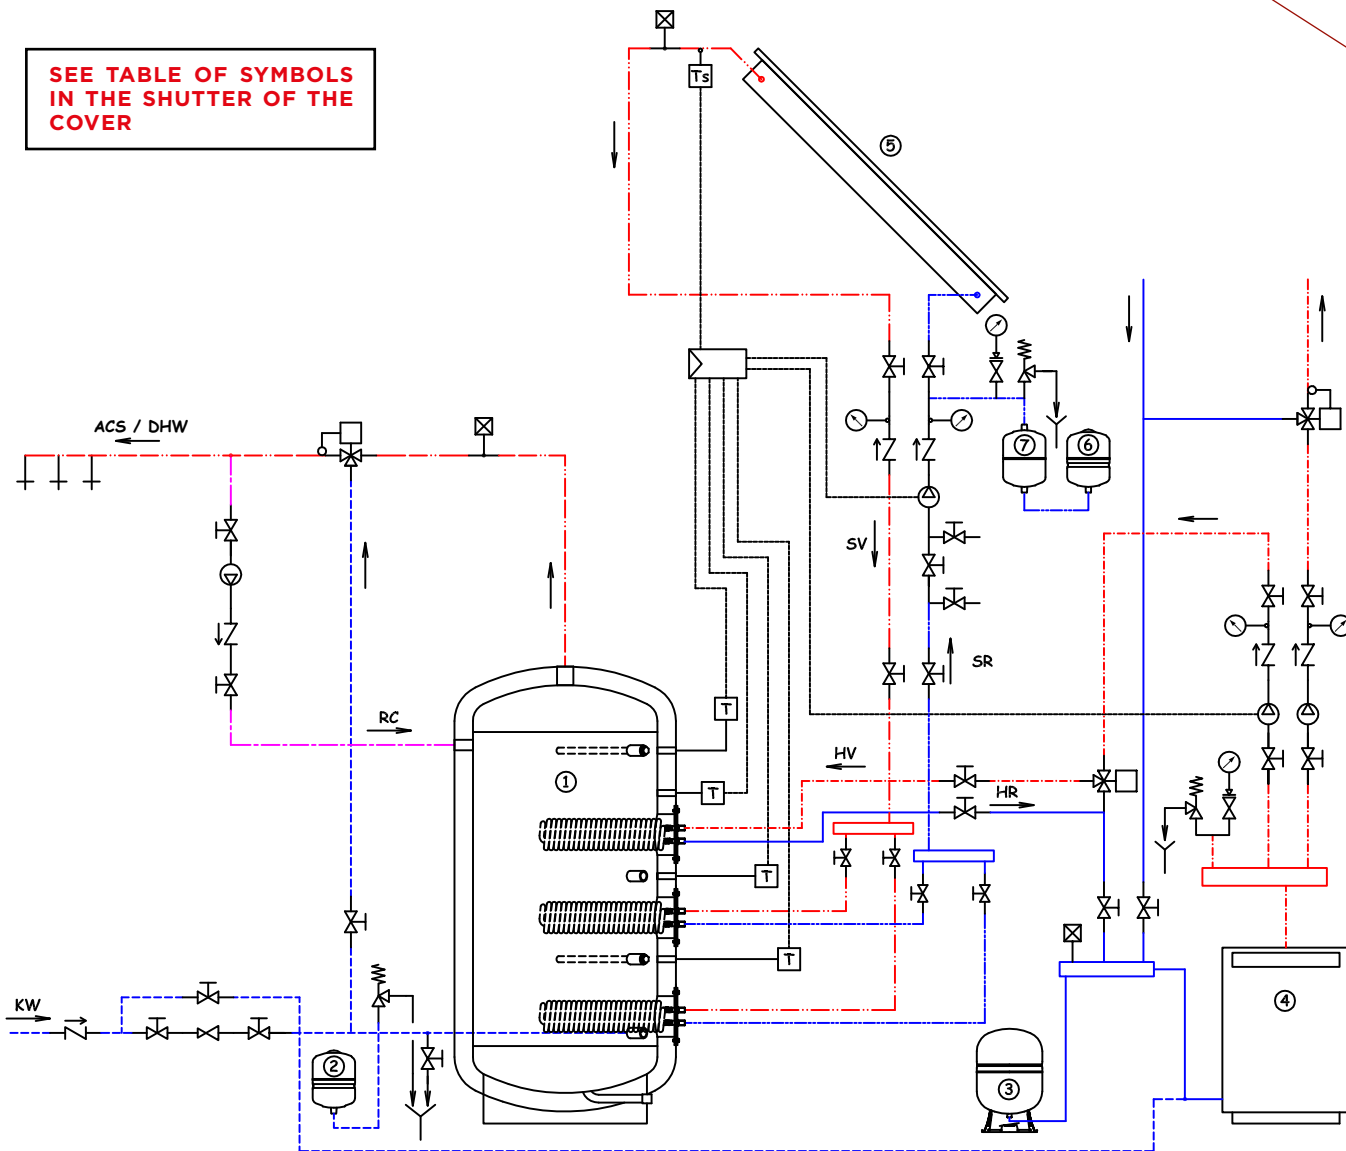 SEE TABLE OF SYMBOLS
IN THE SHUTTER OF THE
COVER
Ts
5
ACS / DHW
7
6
SV
SR
T
RC
HV
1
T
HR
T
T
KW
4
2
3